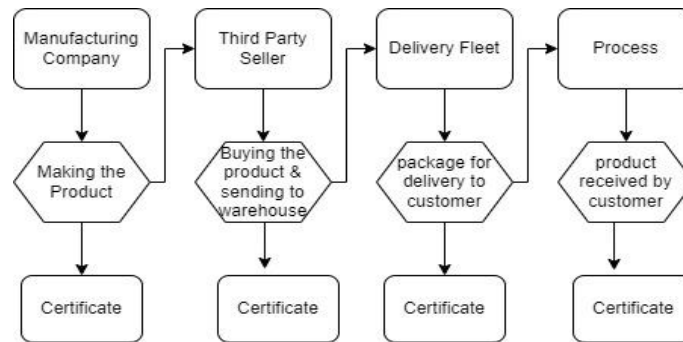 Manufacturing
Company
Third Party
Seller
Delivery Fleet
Process
Making the
Product
Buying the
product &
sending to
warehouse
package for
delivery to
customer
product
received by
customer
Certificate
Certificate
Certificate
Certificate